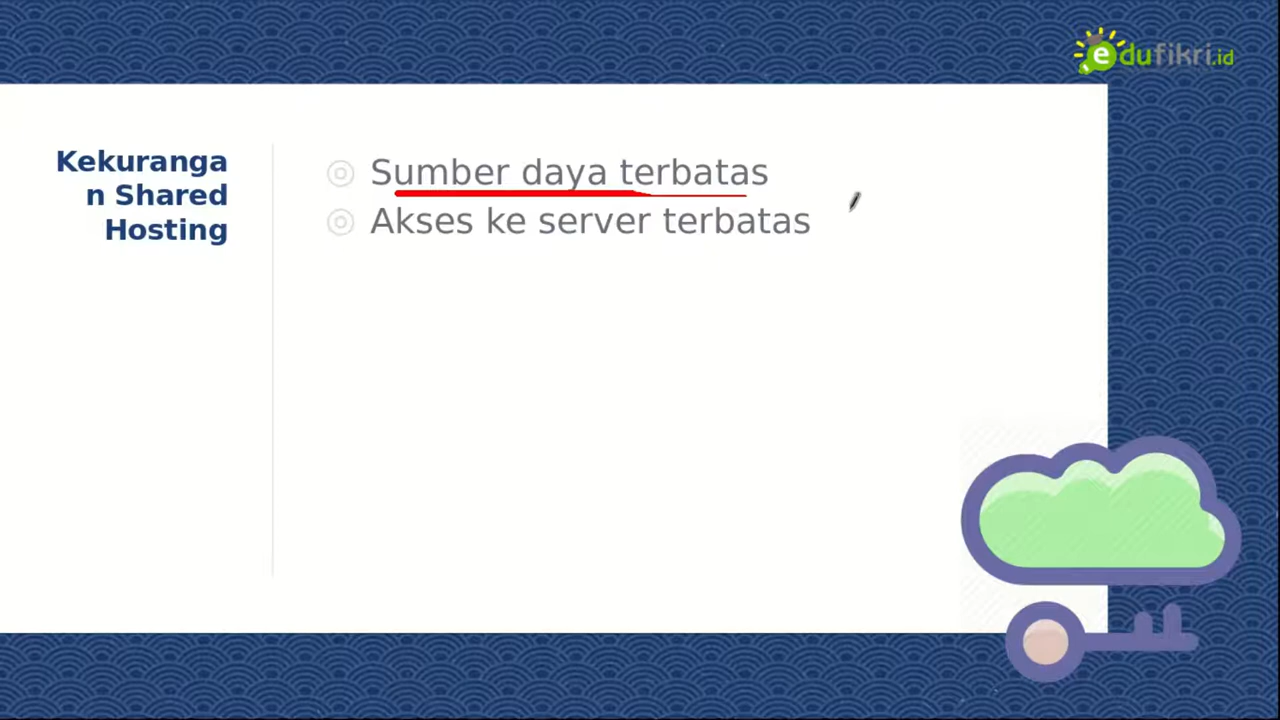 edufikri.id
Kekuranga
n Shared
Hosting
Sumber daya terbatas
Akses ke server terbatas